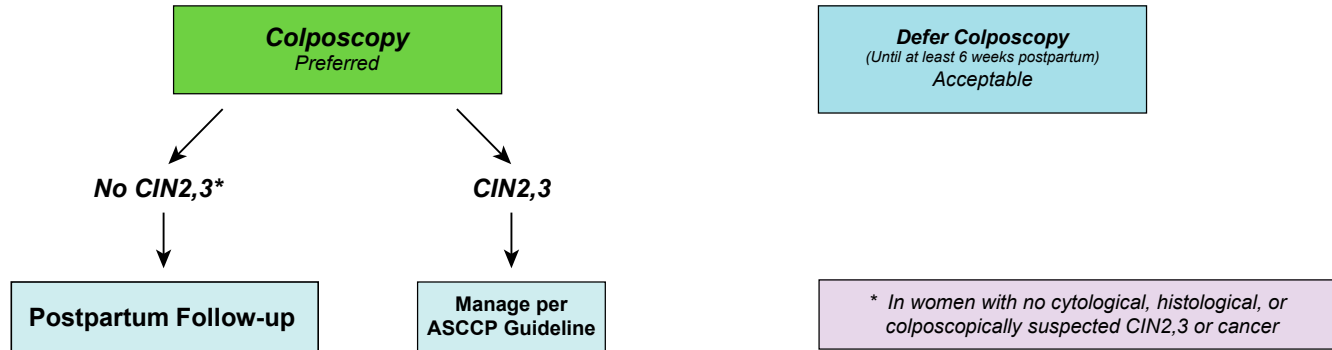 Colposcopy
Preferred
Defer Colposcopy
(Until at least 6 weeks postpartum)
Acceptable
No CIN2,3*
CIN2,3
Postpartum Follow-up
Manage per
ASCCP Guideline
* In women with no cytological, histological, or
colposcopically suspected CIN2,3 or cancer